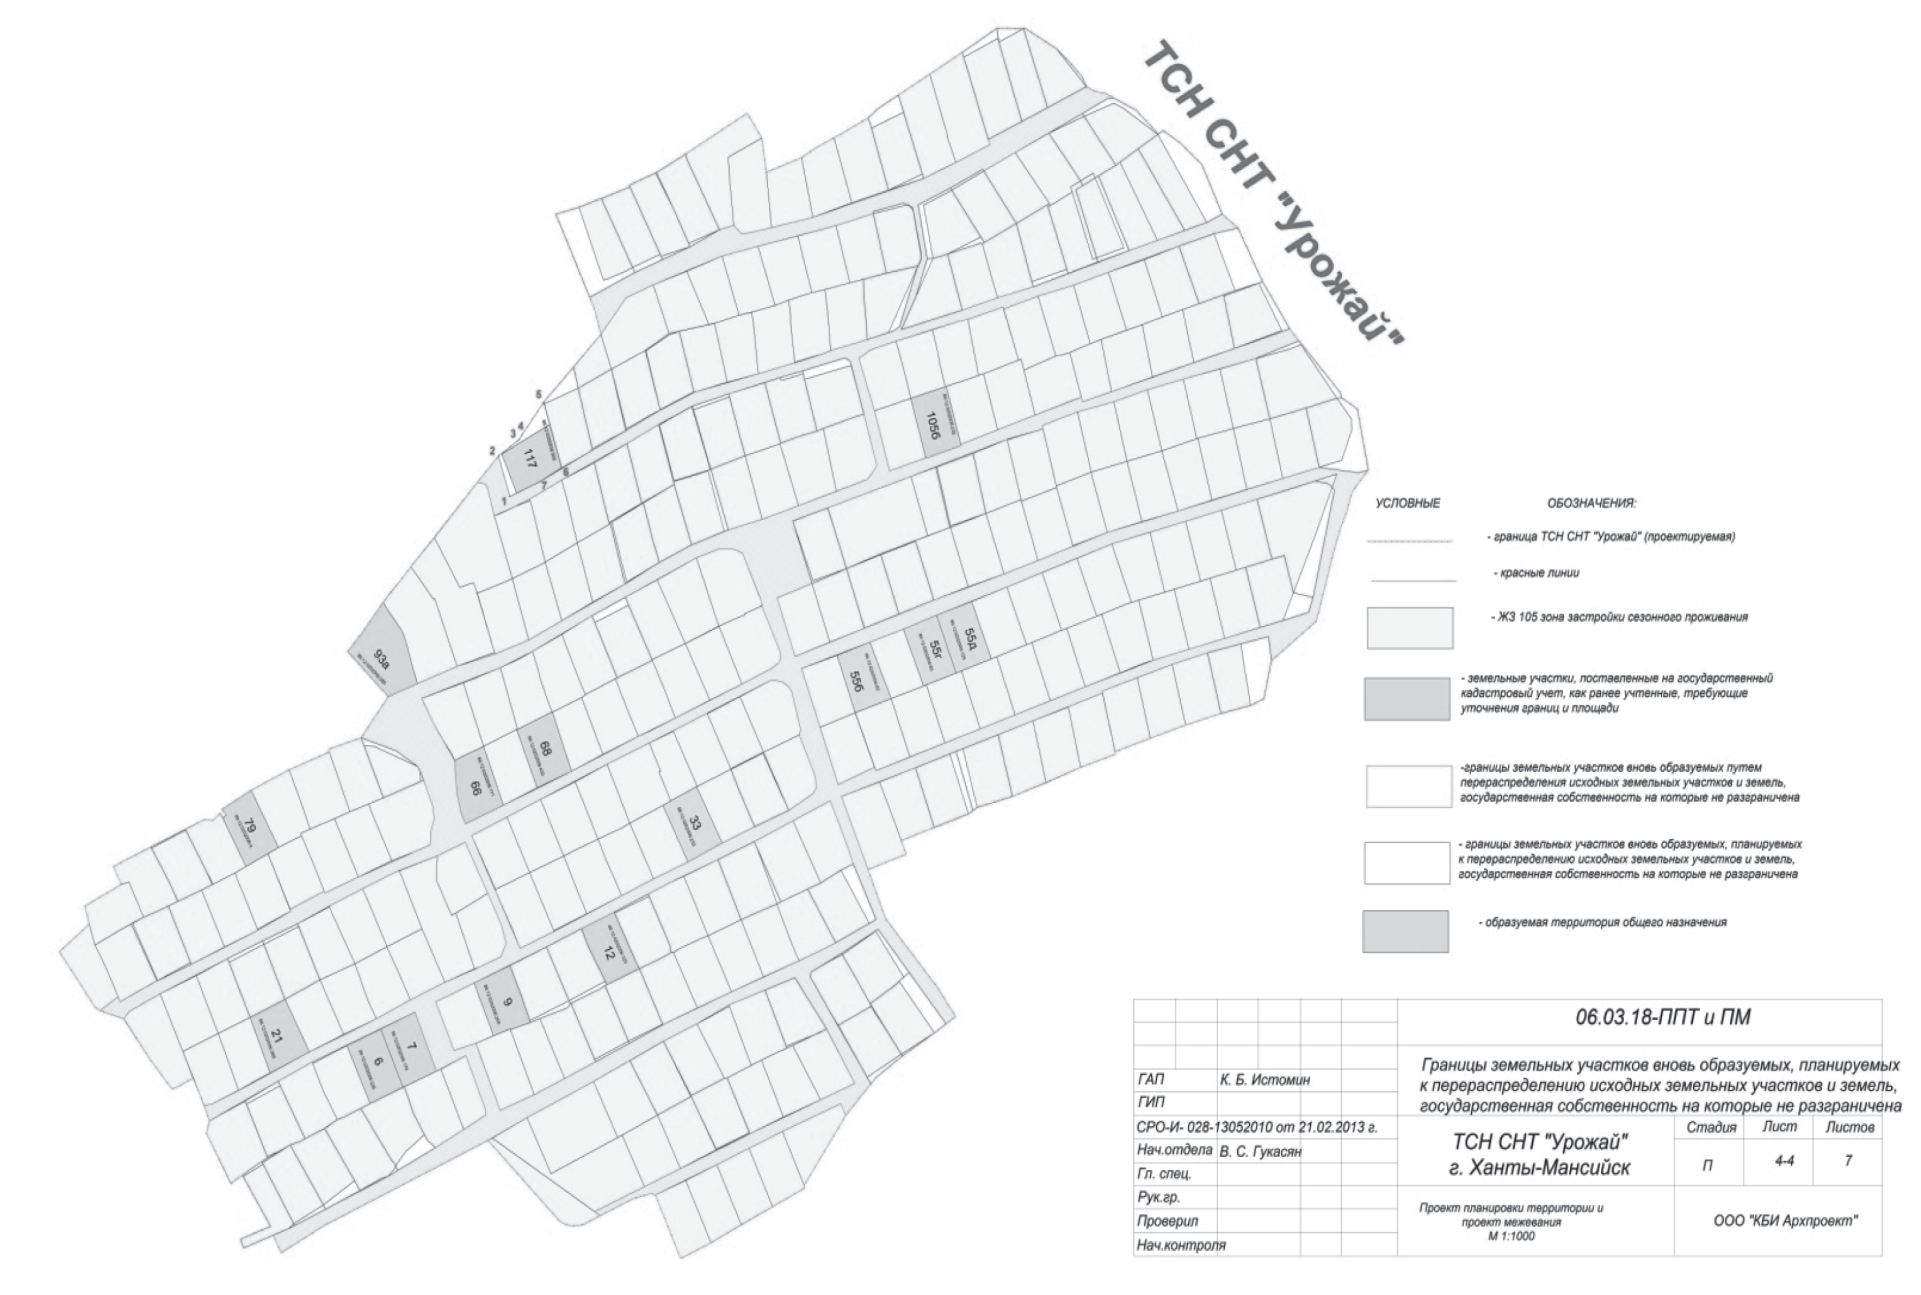 ТСН СНТ "Урожай"
5
4
3
2
117
1
7
6
105б
93а
55д
55г
55б
68
66
33
79
12
9
21
7
6
УСЛОВНЫЕ ОБОЗНАЧЕНИЯ:
- граница ТСН СНТ "Урожай" (проектируемая)
- красные линии
- ЖЗ 105 зона застройки сезонного проживания
- земельные участки, поставленные на государственный
кадастровый учет, как ранее учтенные, требующие
уточнения границ и площади
-границы земельных участков вновь образуемых путем
перераспределения исходных земельных участков и земель,
государственная собственность на которые не разграничена
- границы земельных участков вновь образуемых, планируемых
к перераспределению исходных земельных участков и земель,
государственная собственность на которые не разграничена
- образуемая территория общего назначения
06.03.18-ППТ и ПМ
Границы земельных участков вновь образуемых, планируемых
к перераспределению исходных земельных участков и земель,
государственная собственность на которые не разграничена
ГАП К. Б. Истомин
ГИП
СРО-И- 028-13052010 от 21.02.2013 г.
Нач.отдела В. С. Гукасян
Гл. спец.
Рук.гр.
Проверил
Нач.контроля
ТСН СНТ "Урожай"
г. Ханты-Мансийск
Стадия Лист Листов
П 4-4 7
Проект планировки территории и
проект межевания
М 1:1000
ООО "КБИ Архпроект"